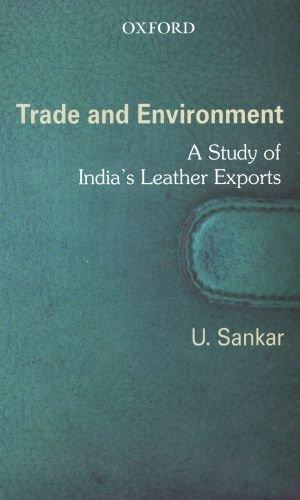 OXFORD
Trade and Environment
A Study of
India's Leather Exports
U. Sankar